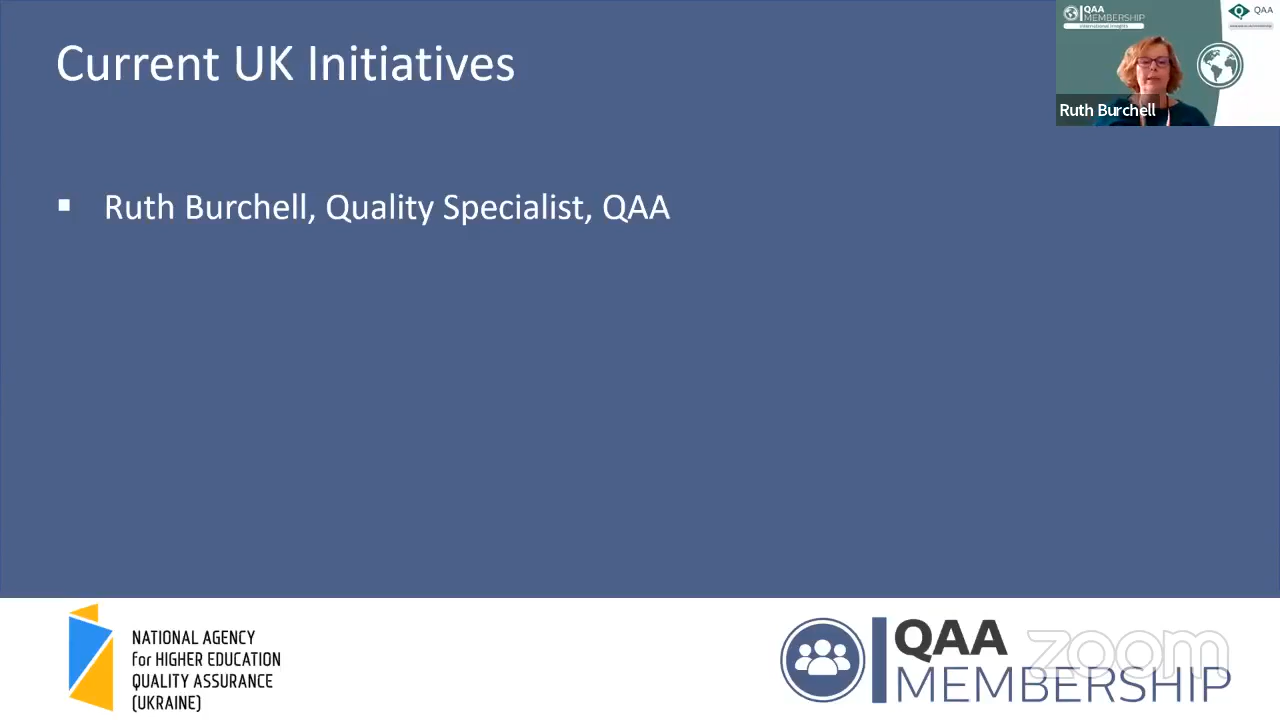 Current UK Initiatives
▪ Ruth Burchell, Quality Specialist, QAA
QAA
MEMBERSHIP
International Insights
QAA
Ruth Burchell
NATIONAL AGENCY
for HIGHER EDUCATION
QUALITY ASSURANCE
(UKRAINE)
QAA
MEMBERSHIP
zoom